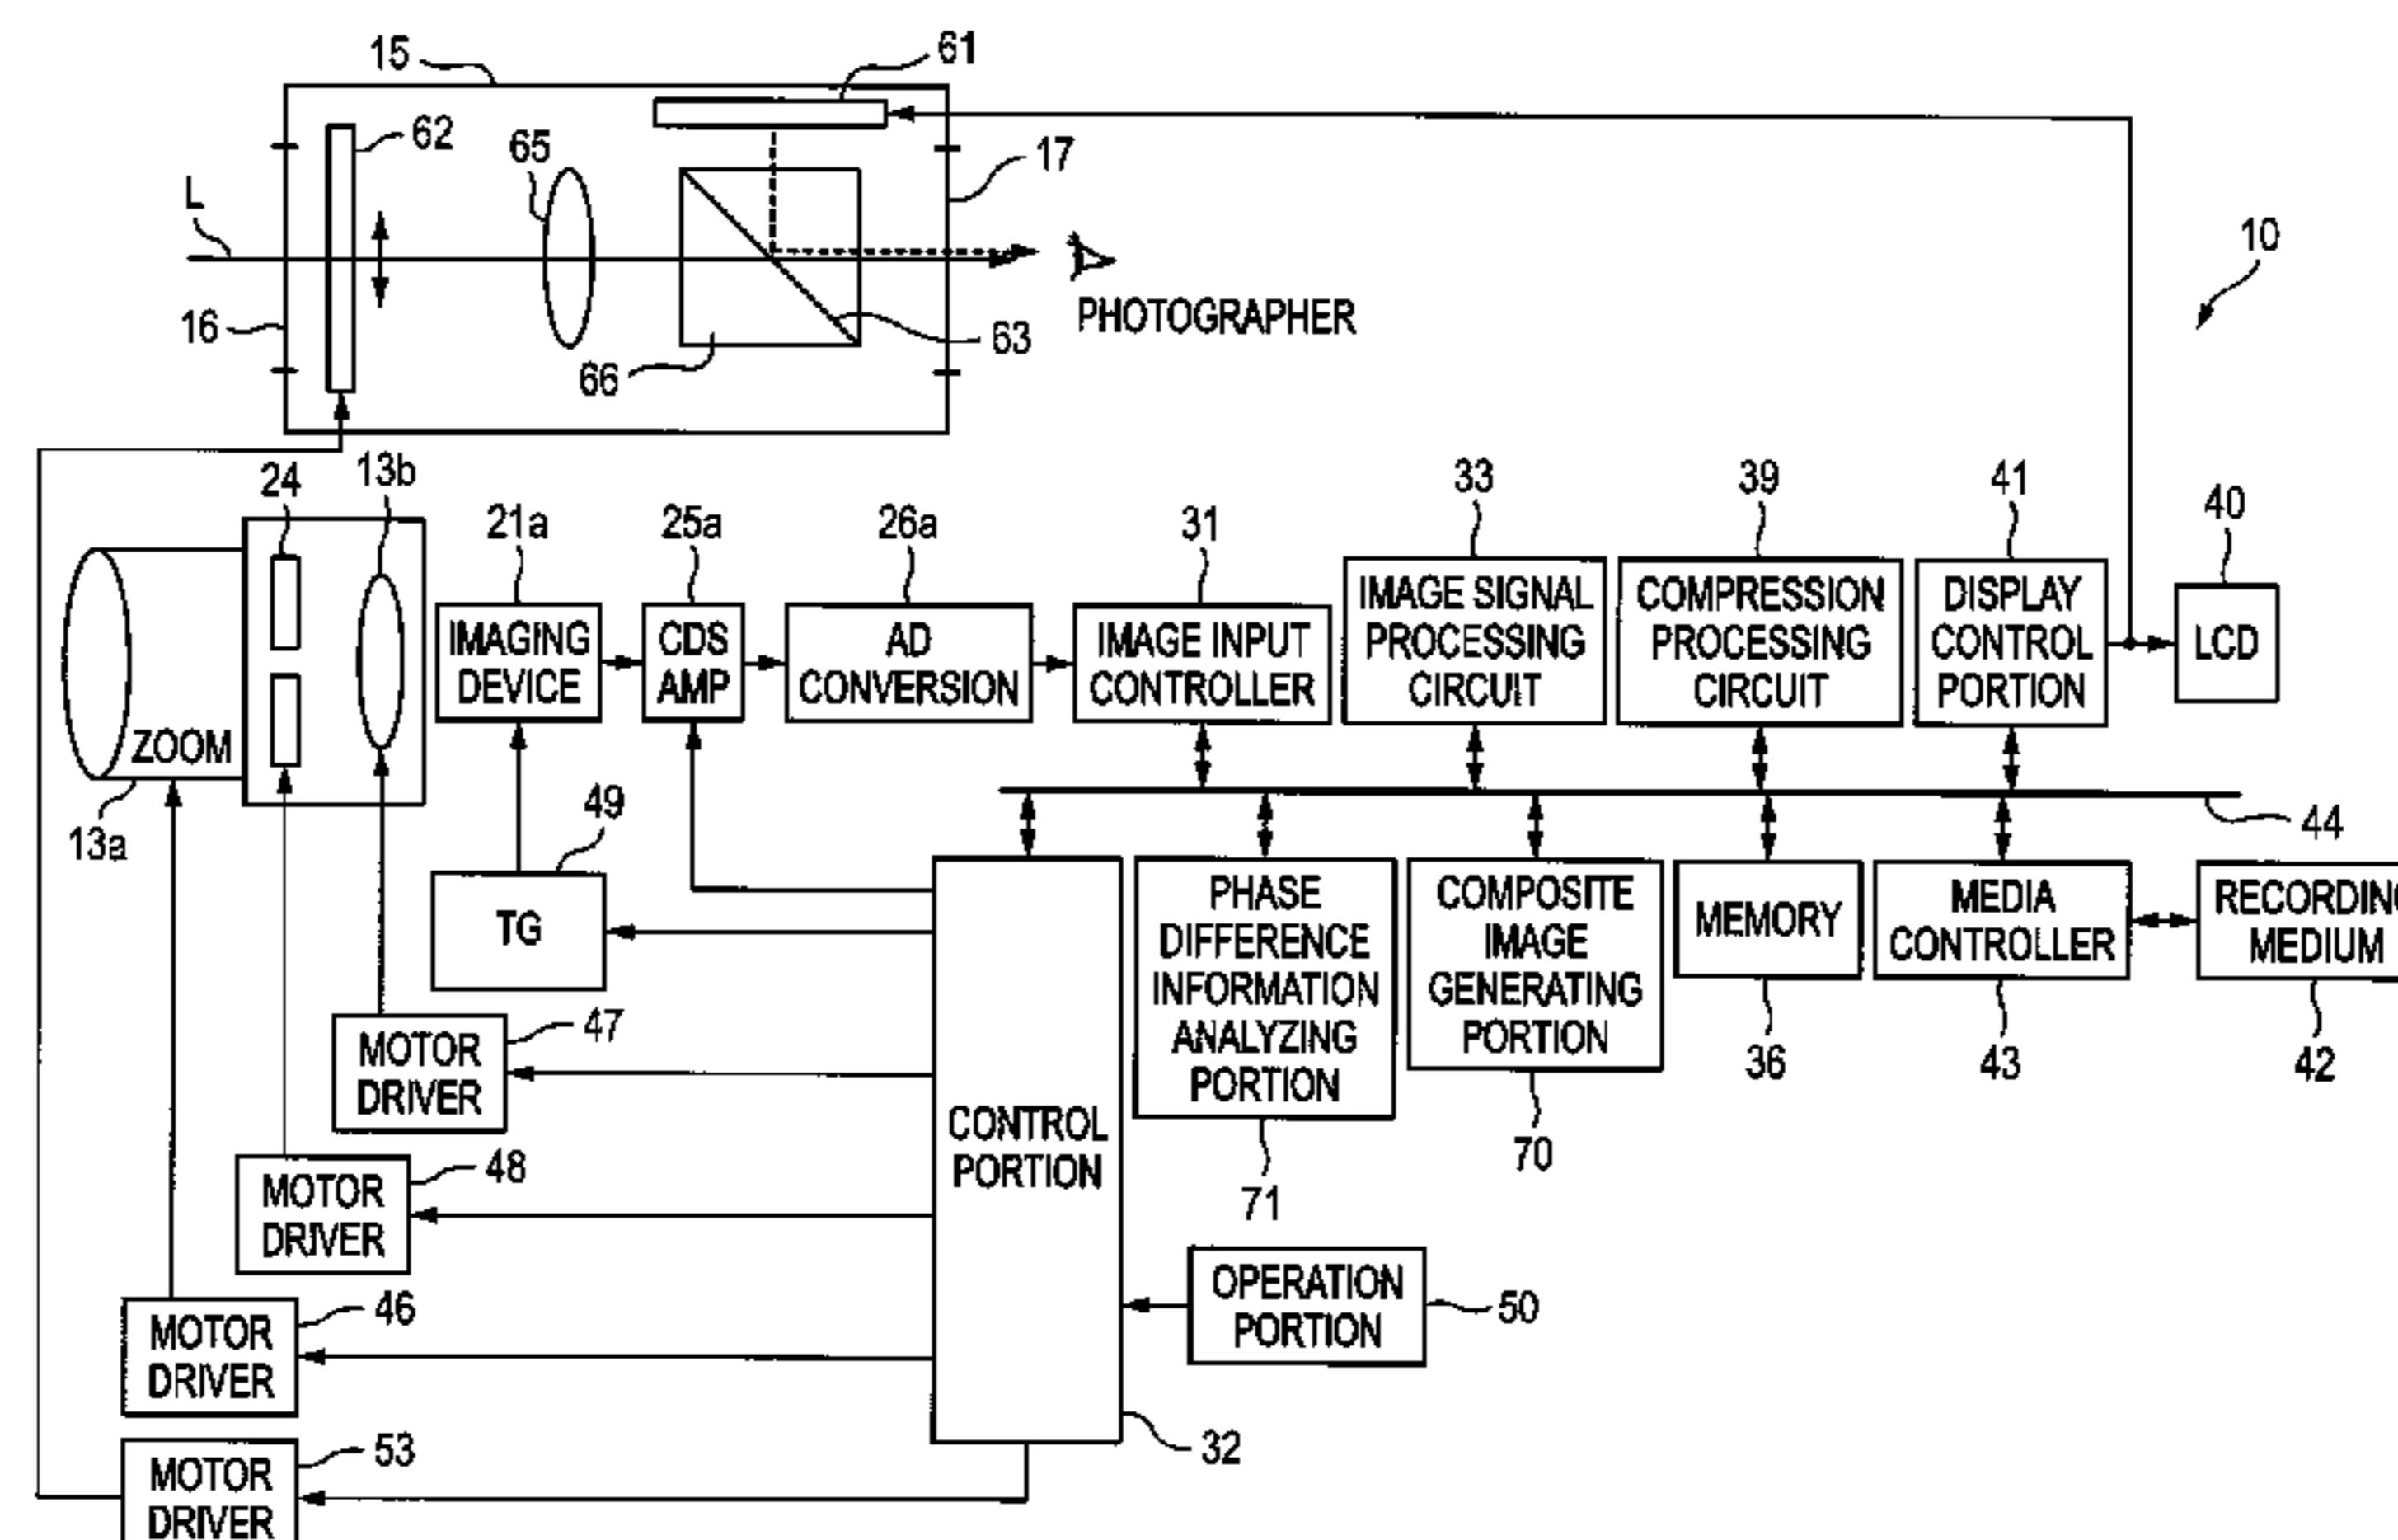 15
61
62
65
17
L
10
16
PHOTOGRAPHER
63
66
24
13b
21a
25a
26a
31
33
39
41
40
IMAGING
DEVICE
CDS
AMP
AD
CONVERSION
IMAGE INPUT
CONTROLLER
IMAGE SIGNAL
PROCESSING
CIRCUIT
COMPRESSION
PROCESSING
CIRCUIT
DISPLAY
CONTROL
PORTION
LCD
ZOOM
13a
49
44
TG
PHASE
DIFFERENCE
INFORMATION
ANALYZING
PORTION
COMPOSITE
IMAGE
GENERATING
PORTION
MEMORY
MEDIA
CONTROLLER
MEDIUM
47
MOTOR
DRIVER
36
43
42
70
71
CONTROL
PORTION
48
MOTOR
DRIVER
OPERATION
PORTION
50
46
MOTOR
DRIVER
32
53
MOTOR
DRIVER